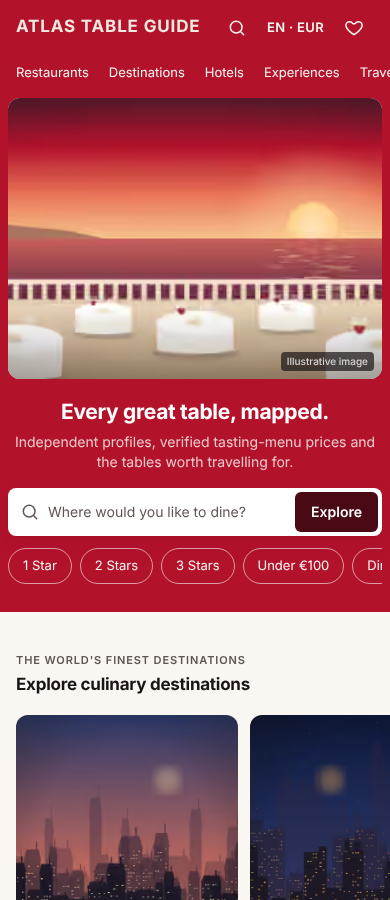 ATLAS TABLE GUIDE
EN · EUR
Restaurants Destinations Hotels Experiences
Illustrative image
Every great table, mapped.
Independent profiles, verified tasting-menu prices and
the tables worth travelling for.
Where would you like to dine?
Explore
1 Star 2 Stars 3 Stars Under €100
THE WORLD'S FINEST DESTINATIONS
Explore culinary destinations